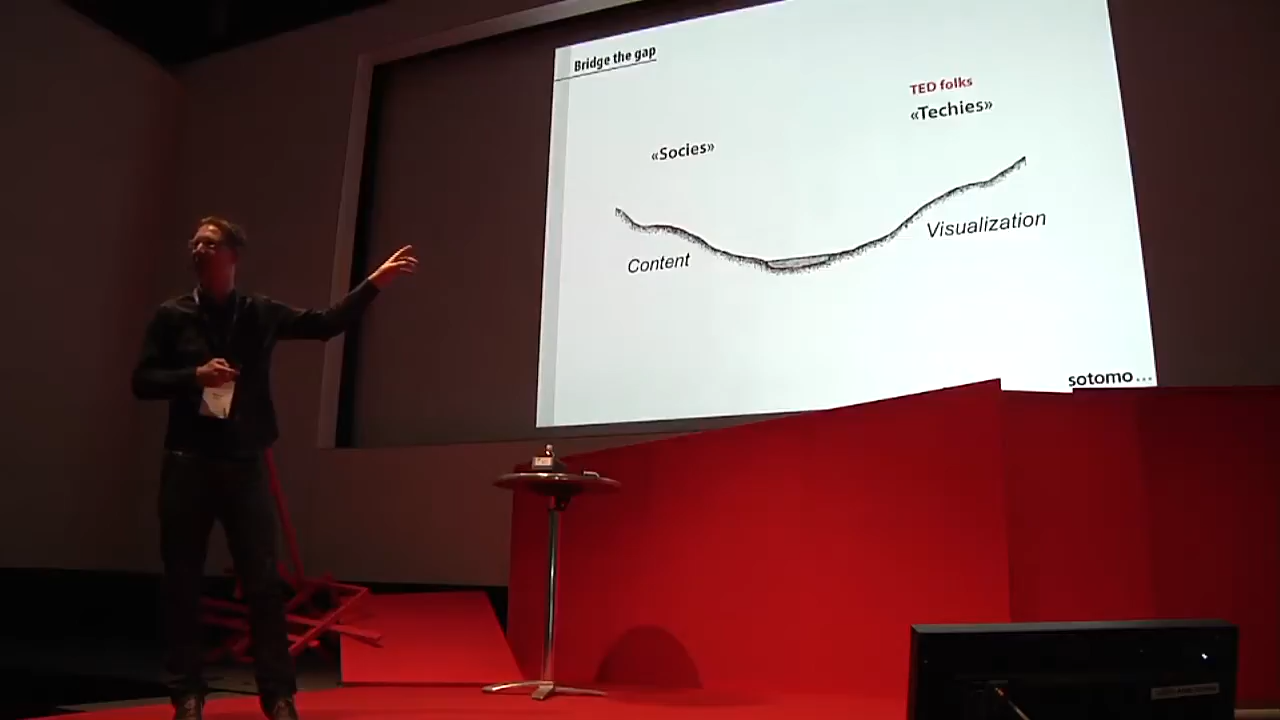 Bridge the gap
TED folks
«Techies»
«Socies»
Visualization
Content
sotomo...